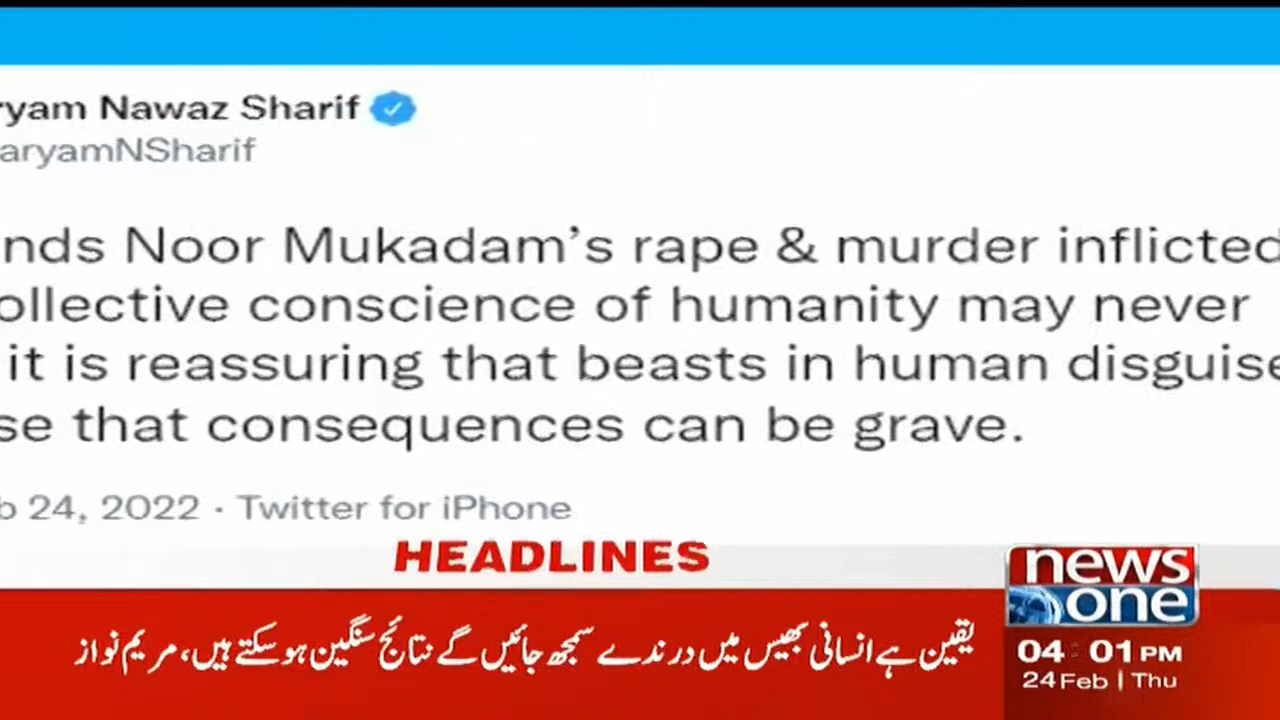 ryam Nawaz Sharif
aryamNSharif
nds Noor Mukadam's rape & murder inflicted
ollective conscience of humanity may never
it is reassuring that beasts in human disguise
se that consequences can be grave.
b 24, 2022 · Twitter for iPhone
HEADLINES
news
one
یقین ہے انسانی بھیس میں درندے سمجھ جائیں گے نتائج سنگین ہو سکتے ہیں، مریم نواز
04:01 PM
24 Feb | Thu